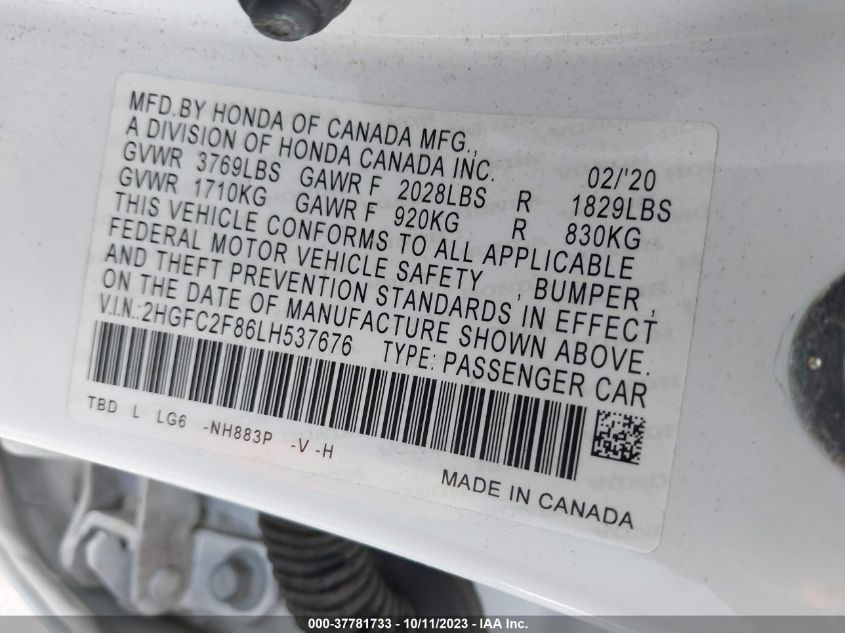 MFD.BY HONDA OF CANADA MFG.,
A DIVISION OF HONDA CANADA INC. 02/'20
GVWR 3769LBS GAWR F 2028LBS R 1829LBS
GVWR 1710KG GAWR F 920KG R 830KG
THIS VEHICLE CONFORMS TO ALL APPLICABLE
FEDERAL MOTOR VEHICLE SAFETY , BUMPER ,
AND THEFT PREVENTION STANDARDS IN EFFECT
ON THE DATE OF MANUFACTURE SHOWN ABOVE.
V.I.N.:2HGFC2F86LH537676 TYPE: PASSENGER CAR
TBD L LG6 -NH883P -V -H
MADE IN CANADA
000-37781733 - 10/11/2023 - IAA Inc.